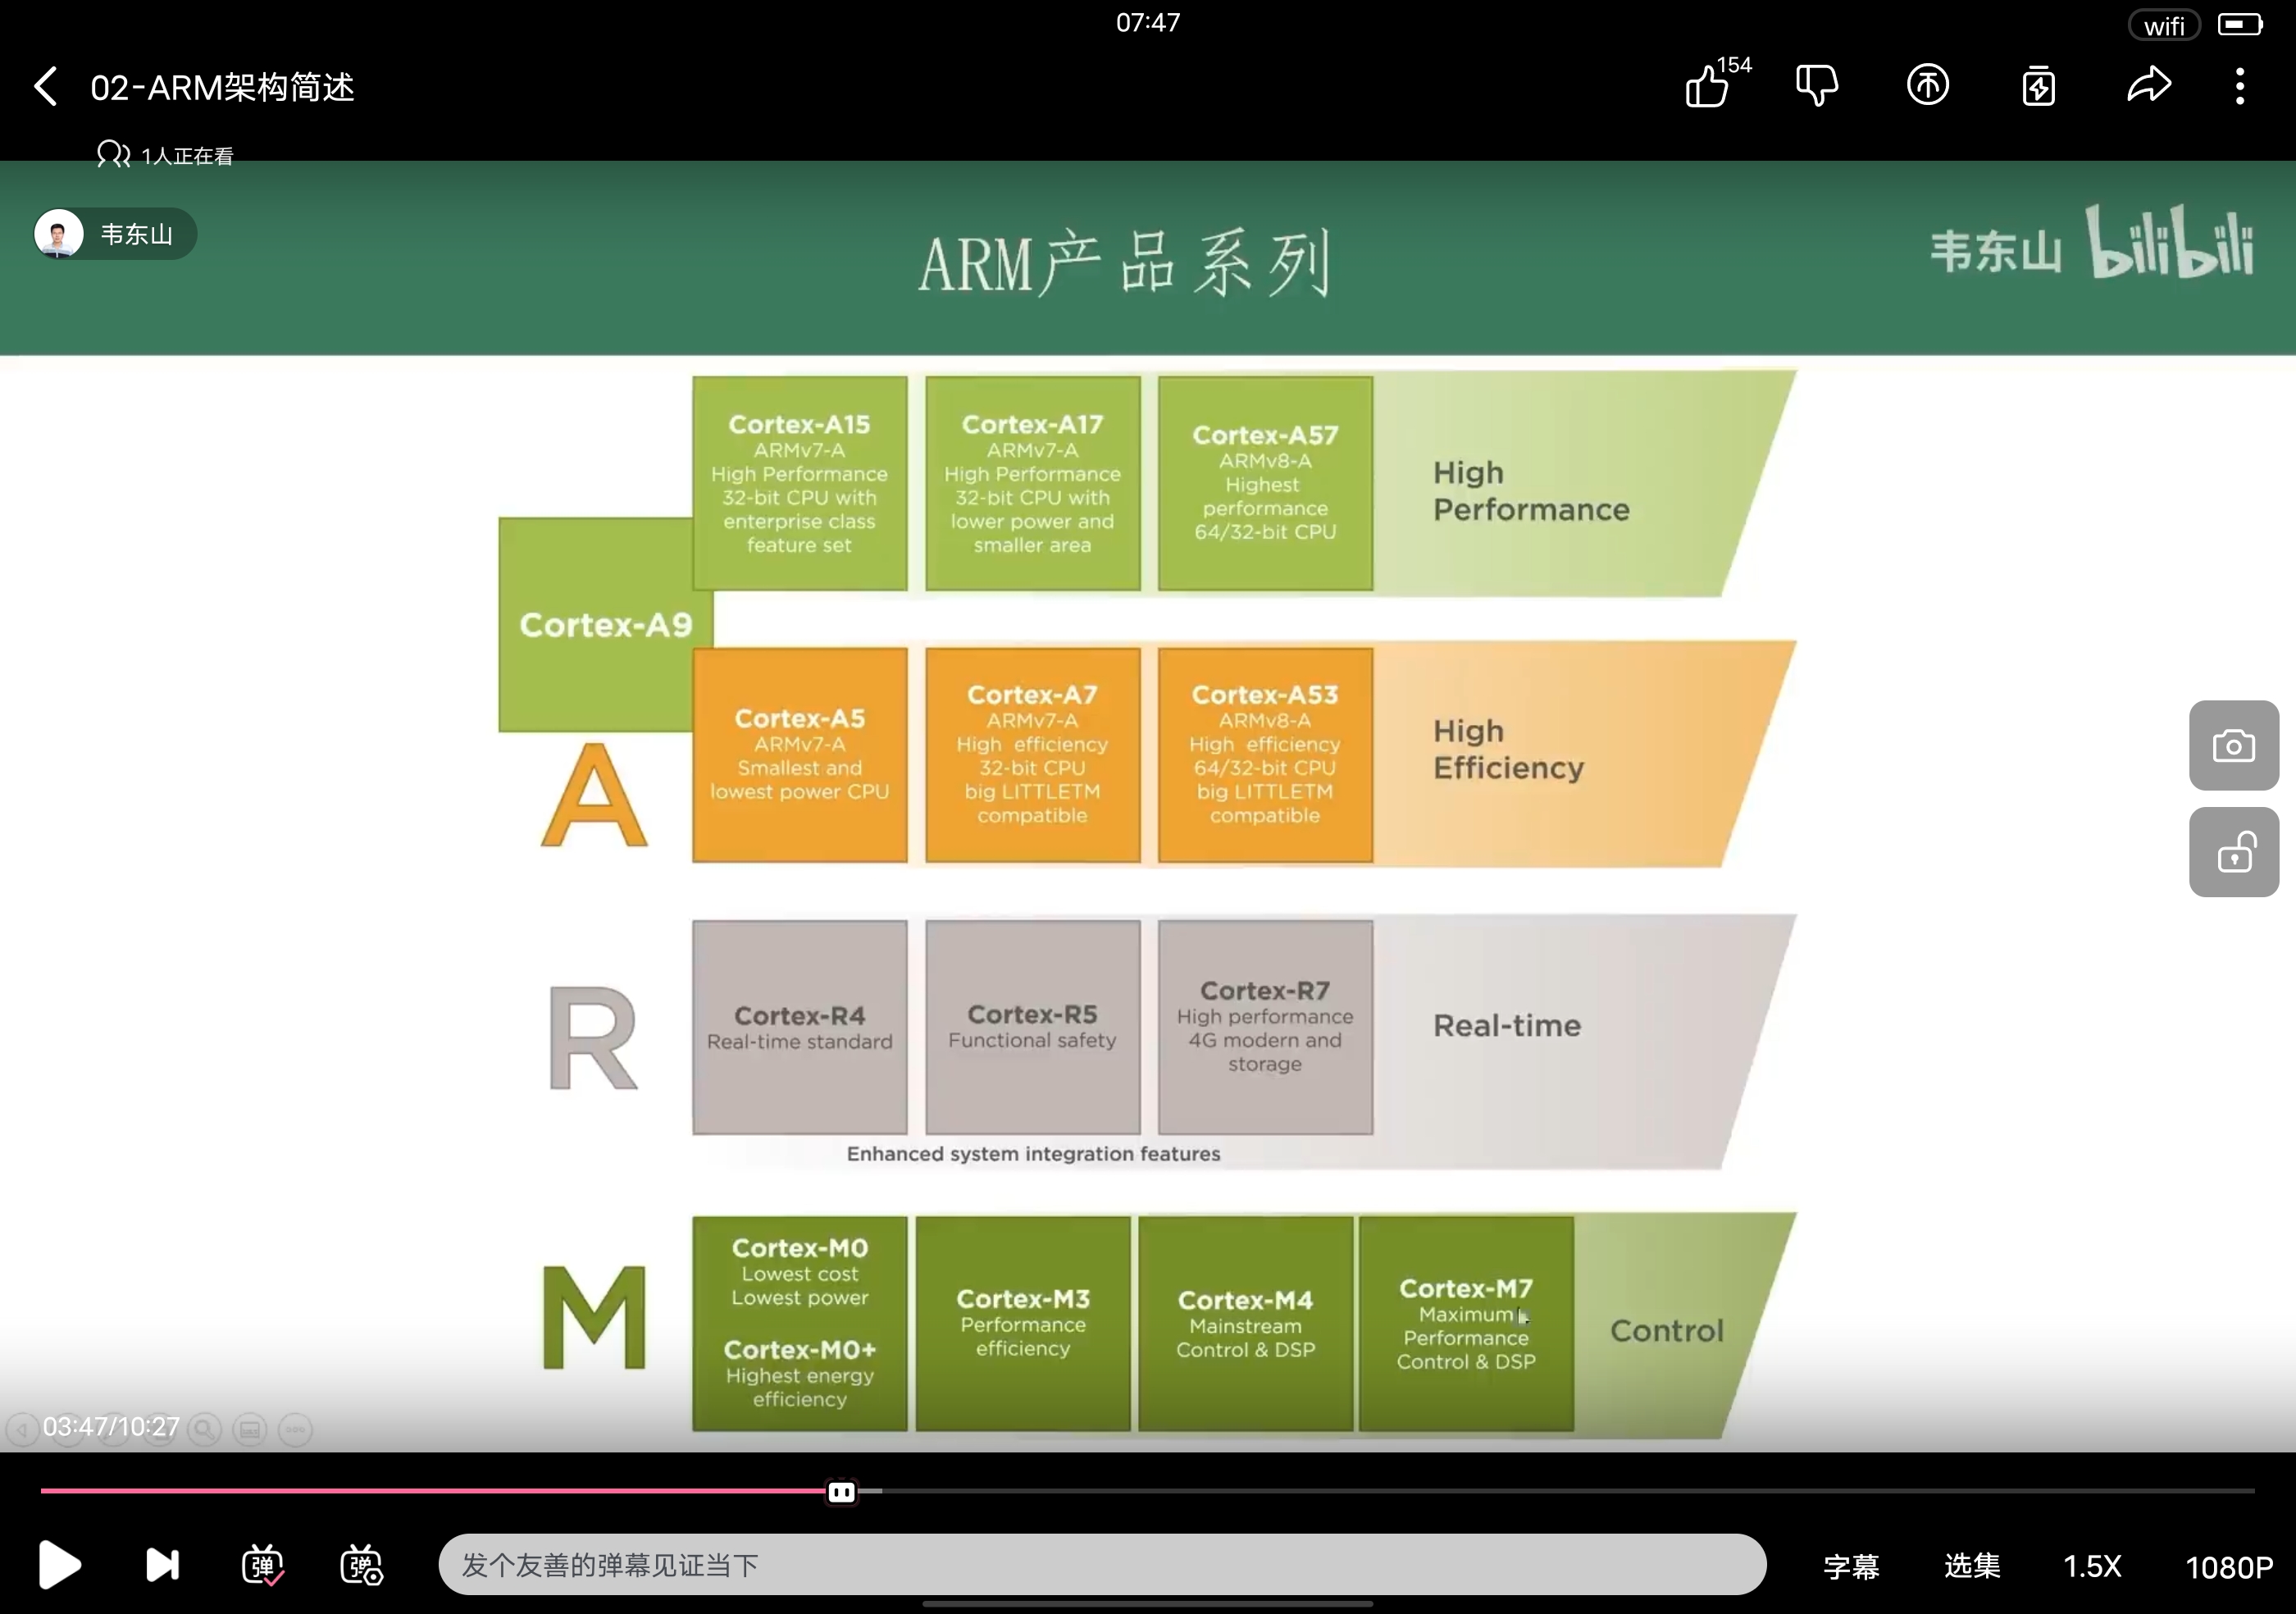 07:47
wifi
02-ARM架构简述
154
1人正在看
韦东山
ARM产品系列
韦东山 bilibili
Cortex-A15
ARMv7-A
High Performance
32-bit CPU with
enterprise class
feature set
Cortex-A17
ARMv7-A
High Performance
32-bit CPU with
lower power and
smaller area
Cortex-A57
ARMv8-A
Highest
performance
64/32-bit CPU
High
Performance
Cortex-A9
A
Cortex-A5
ARMv7-A
Smallest and
lowest power CPU
Cortex-A7
ARMv7-A
High efficiency
32-bit CPU
big LITTLETM
compatible
Cortex-A53
ARMv8-A
High efficiency
64/32-bit CPU
big LITTLETM
compatible
High
Efficiency
R
Cortex-R4
Real-time standard
Cortex-R5
Functional safety
Cortex-R7
High performance
4G modern and
storage
Real-time
Enhanced system integration features
M
Cortex-M0
Lowest cost
Lowest power
Cortex-M0+
Highest energy
efficiency
Cortex-M3
Performance
efficiency
Cortex-M4
Mainstream
Control & DSP
Cortex-M7
Maximum
Performance
Control & DSP
Control
03:47/10:27
弹
弹
发个友善的弹幕见证当下
字幕
选集
1.5X
1080P